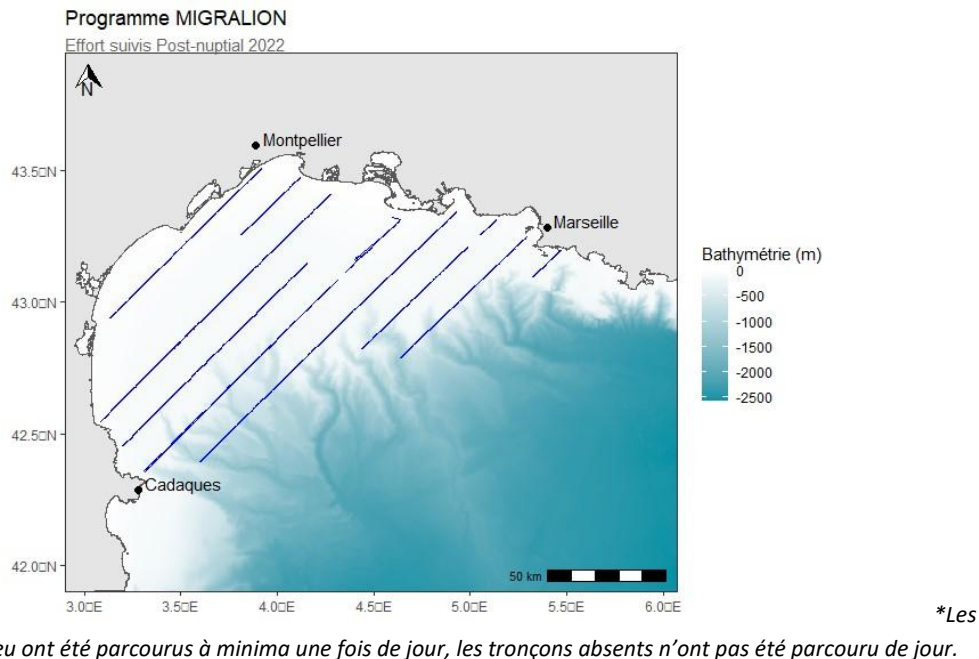 Programme MIGRALION
Effort suivis Post-nuptial 2022
N
Montpellier
43.5□N
Marseille
Bathymétrie (m)
0
-500
-1000
-1500
-2000
-2500
43.0□N
42.5□N
Cadaques
42.0□N
50 km
3.0□E 3.5□E 4.0□E 4.5□E 5.0□E 5.5□E 6.0□E
*Les
eu ont été parcourus à minima une fois de jour, les tronçons absents n’ont pas été parcouru de jour.